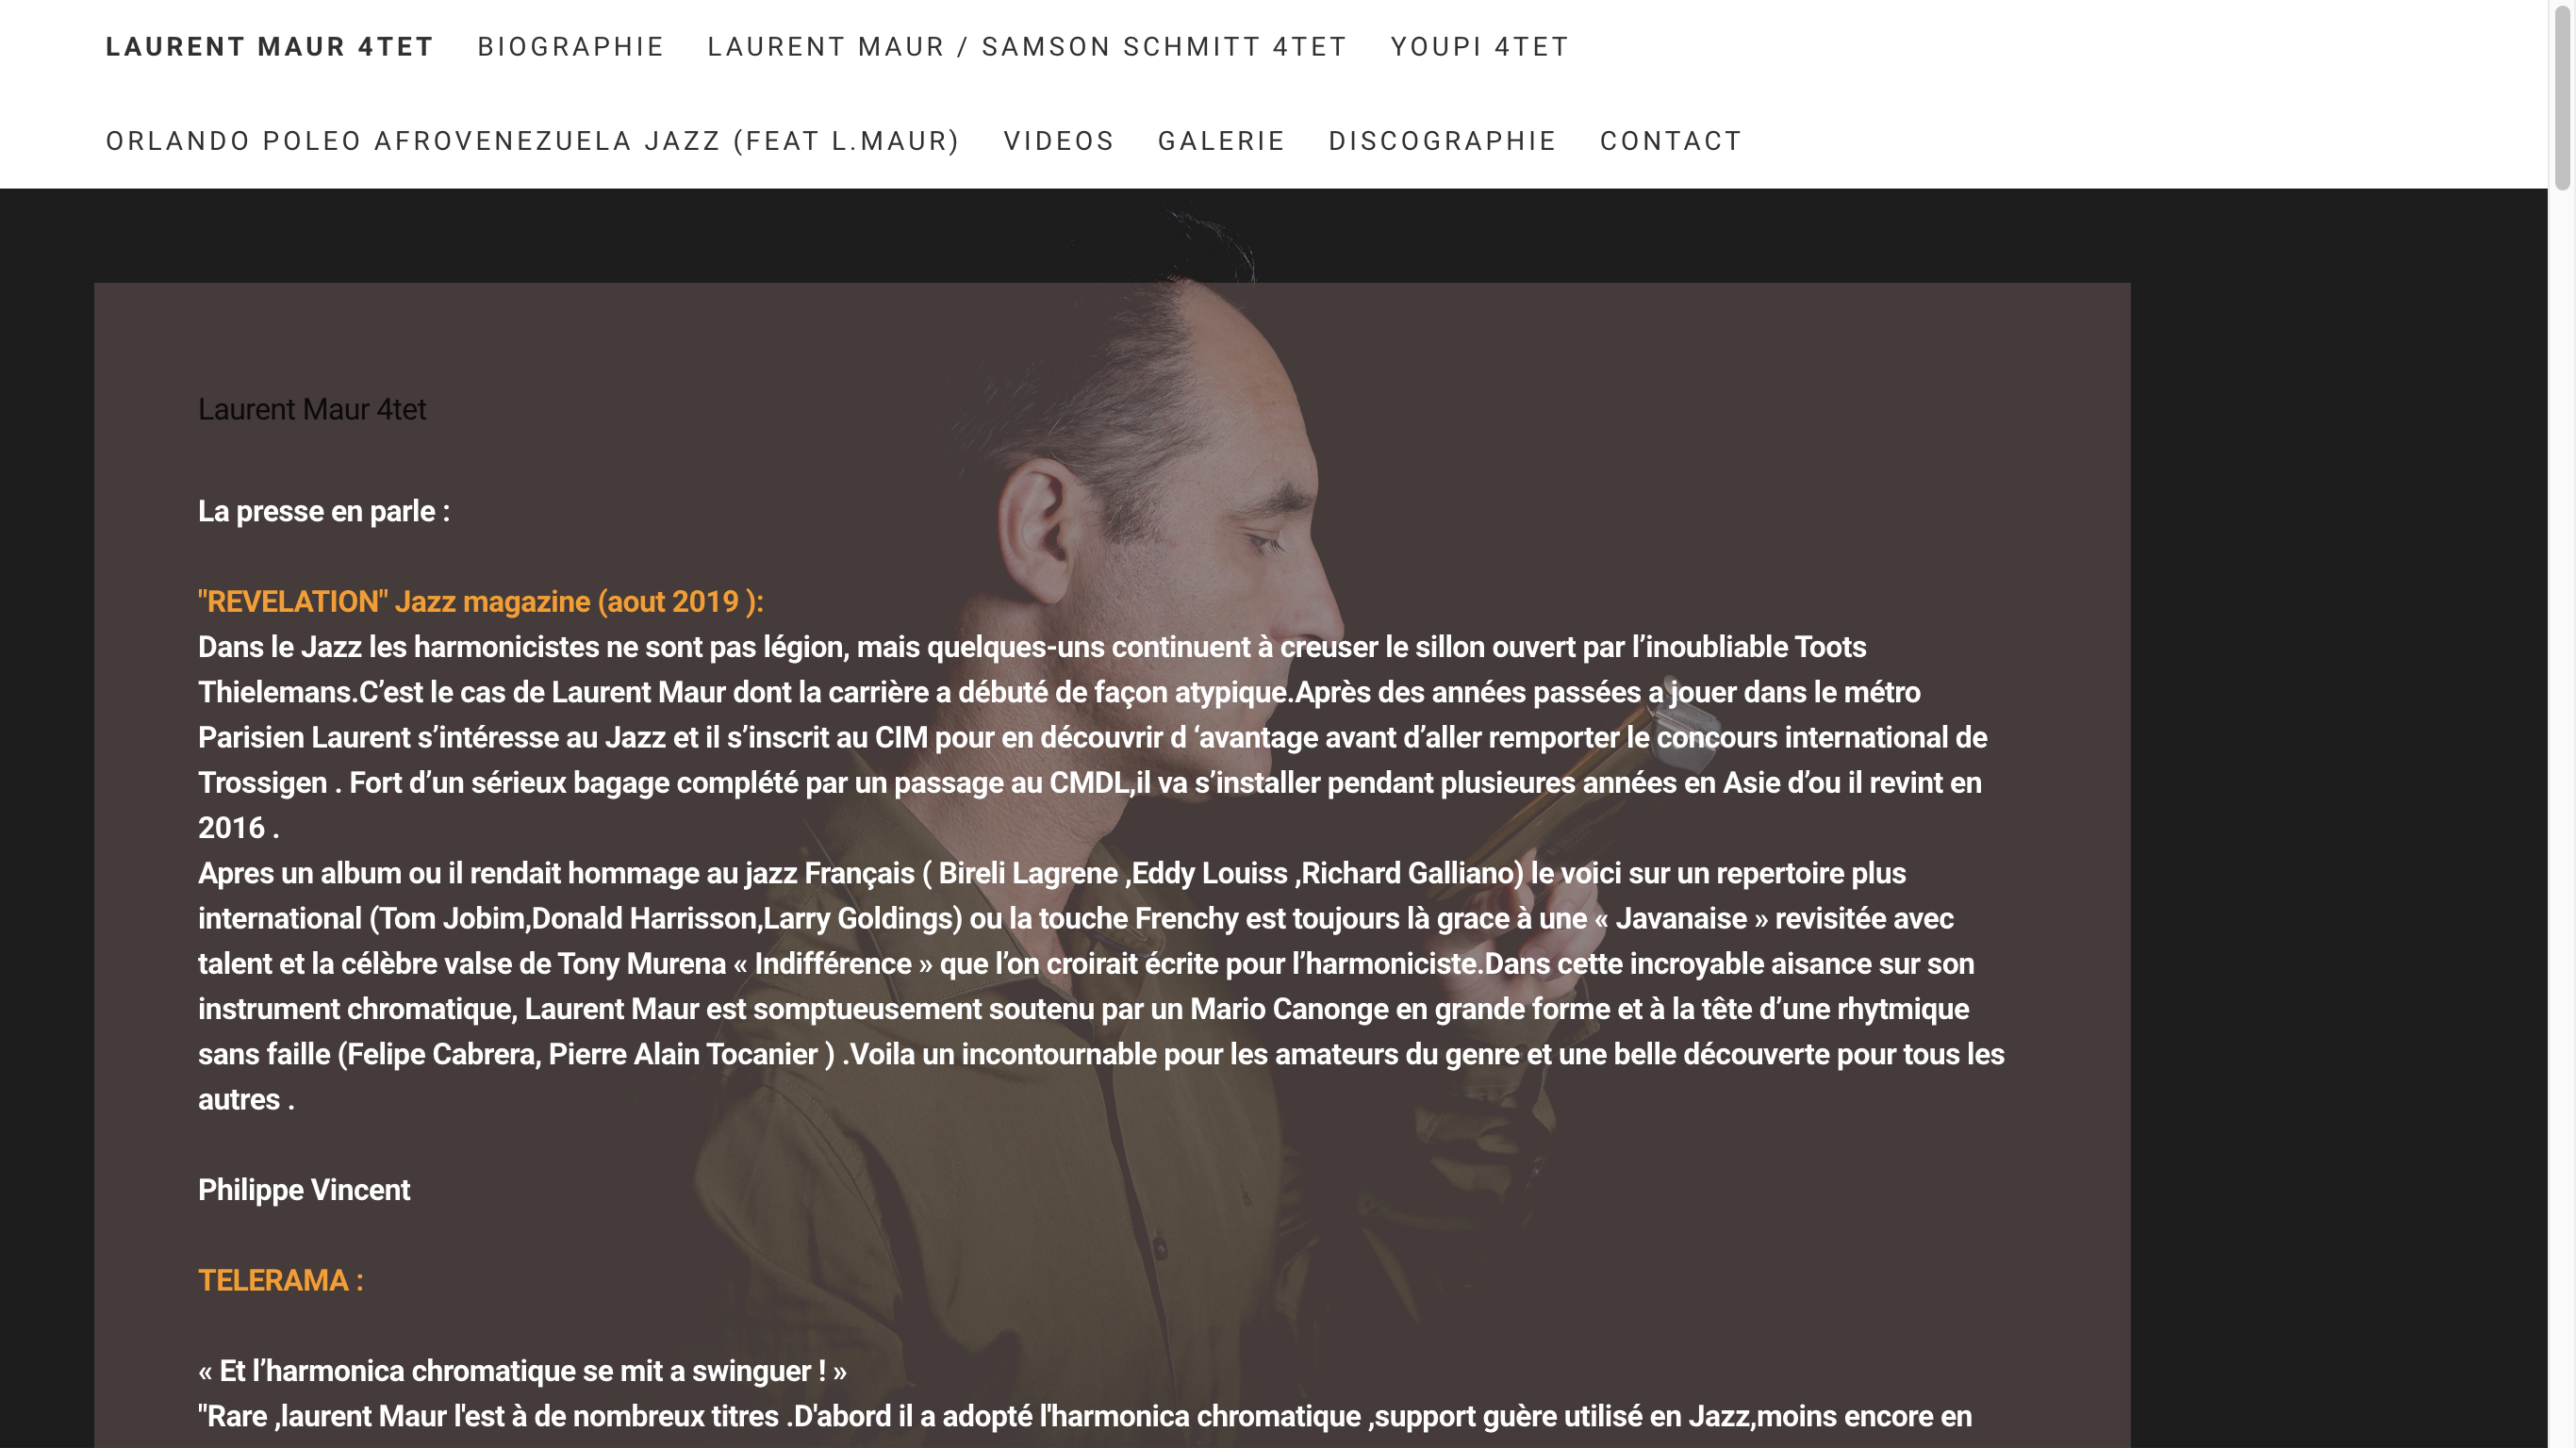 LAURENT MAUR 4TET BIOGRAPHIE LAURENT MAUR / SAMSON SCHMITT 4TET YOUPI 4TET
ORLANDO POLEO AFROVENEZUELA JAZZ (FEAT L.MAUR) VIDEOS GALERIE DISCOGRAPHIE CONTACT
Laurent Maur 4tet
La presse en parle :
"REVELATION" Jazz magazine (aout 2019 ):
Dans le Jazz les harmonicistes ne sont pas légion, mais quelques-uns continuent à creuser le sillon ouvert par l’inoubliable Toots
Thielemans.C’est le cas de Laurent Maur dont la carrière a débuté de façon atypique.Après des années passées a jouer dans le métro
Parisien Laurent s’intéresse au Jazz et il s’inscrit au CIM pour en découvrir d ‘avantage avant d’aller remporter le concours international de
Trossigen . Fort d’un sérieux bagage complété par un passage au CMDL,il va s’installer pendant plusieures années en Asie d’ou il revint en
2016 .
Apres un album ou il rendait hommage au jazz Français ( Bireli Lagrene ,Eddy Louiss ,Richard Galliano) le voici sur un repertoire plus
international (Tom Jobim,Donald Harrisson,Larry Goldings) ou la touche Frenchy est toujours là grace à une « Javanaise » revisitée avec
talent et la célèbre valse de Tony Murena « Indifférence » que l’on croirait écrite pour l’harmoniciste.Dans cette incroyable aisance sur son
instrument chromatique, Laurent Maur est somptueusement soutenu par un Mario Canonge en grande forme et à la tête d’une rhytmique
sans faille (Felipe Cabrera, Pierre Alain Tocanier ) .Voila un incontournable pour les amateurs du genre et une belle découverte pour tous les
autres .
Philippe Vincent
TELERAMA :
« Et l’harmonica chromatique se mit a swinguer ! »
"Rare ,laurent Maur l'est à de nombreux titres .D'abord il a adopté l'harmonica chromatique ,support guère utilisé en Jazz,moins encore en